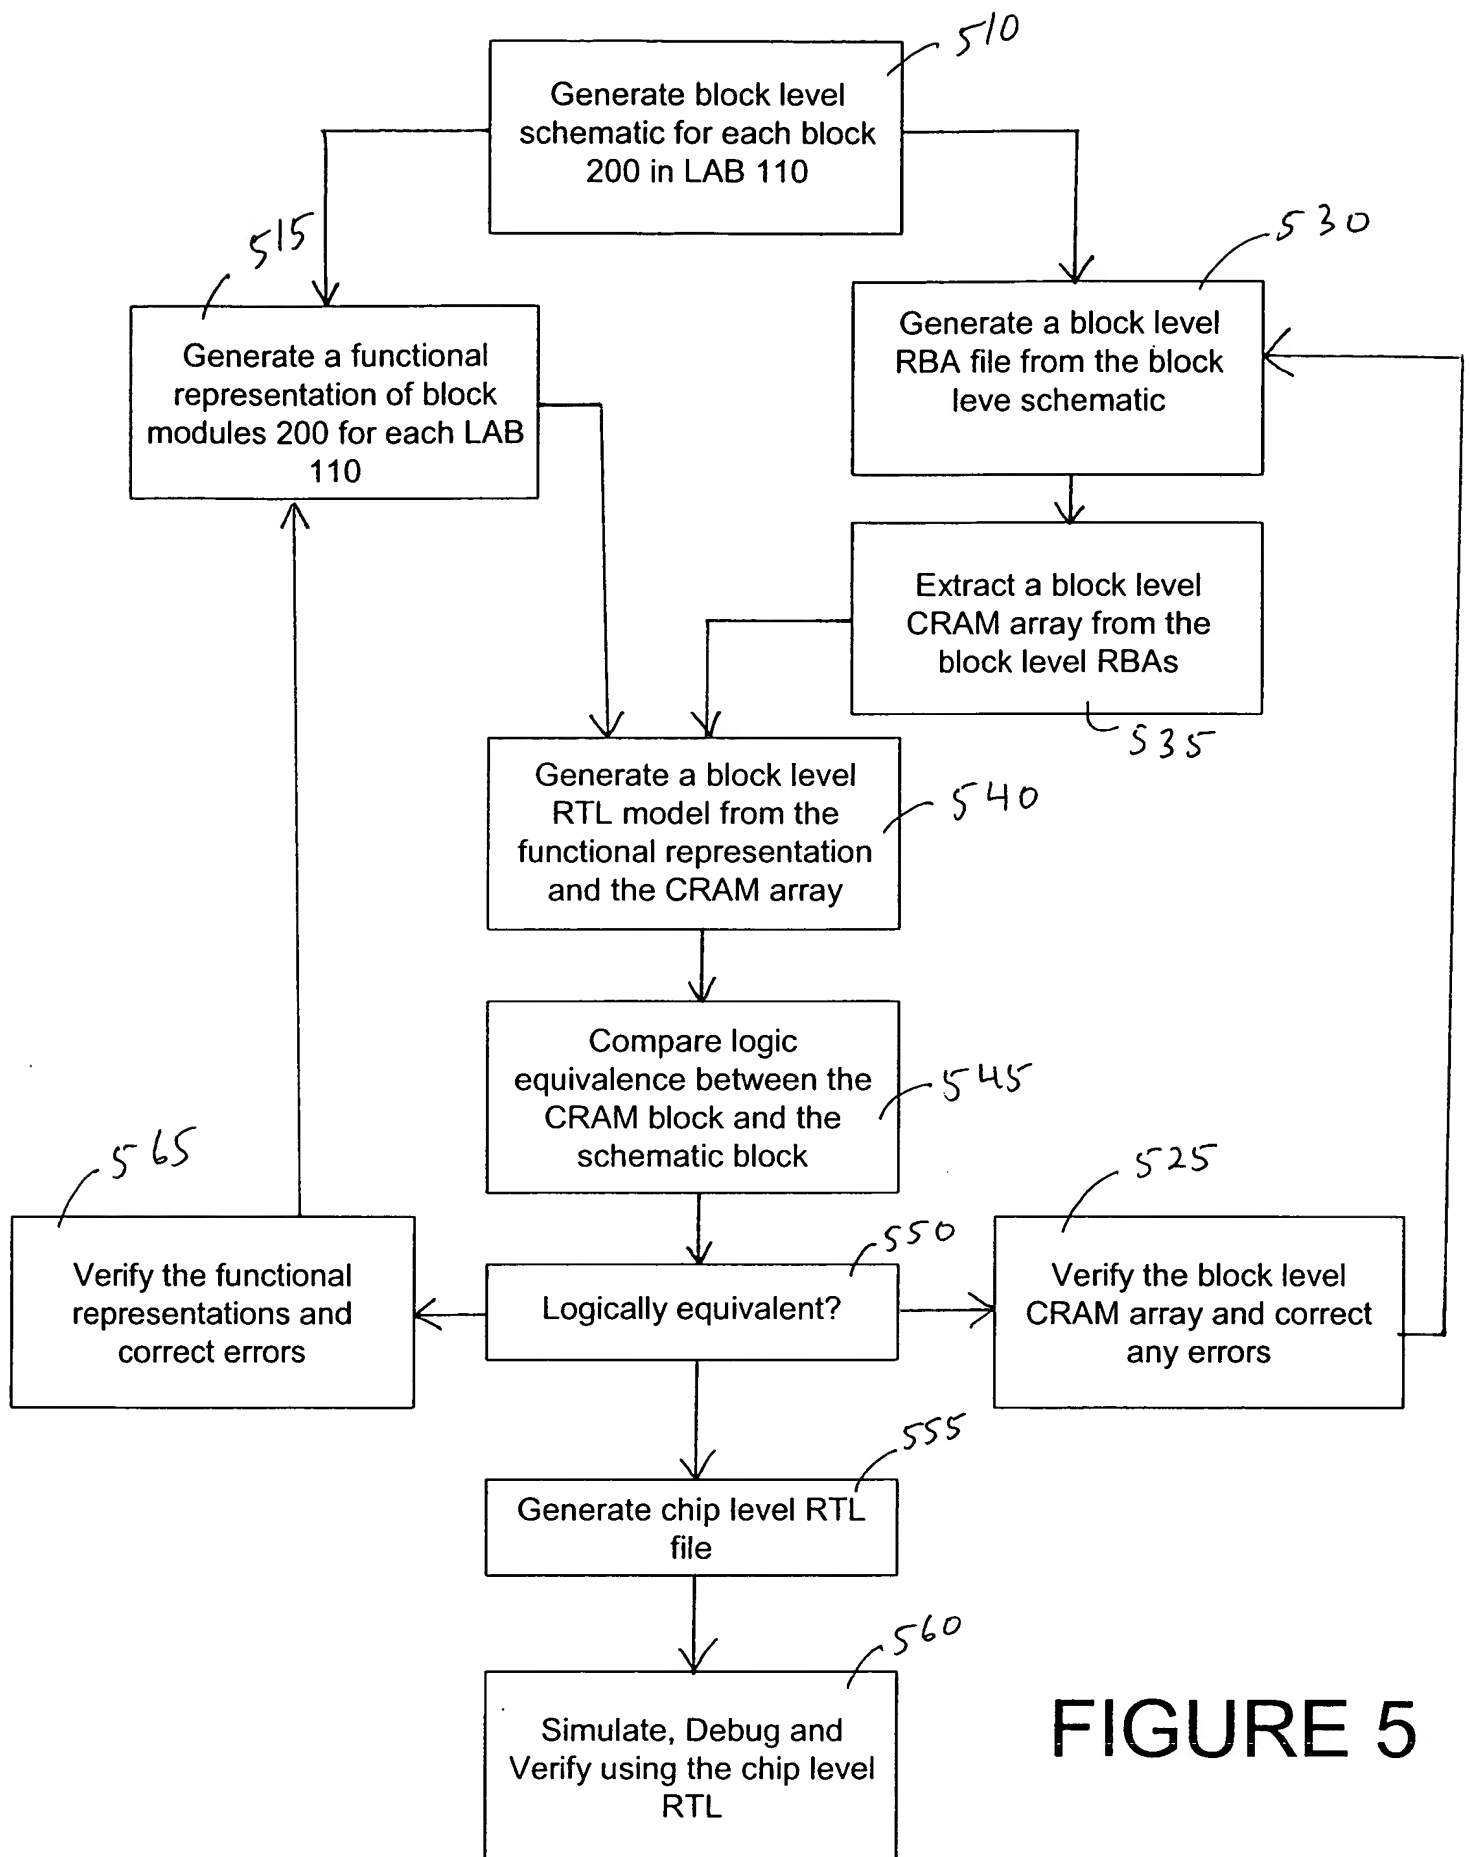 510
Generate block level
schematic for each block
200 in LAB 110
515
530
Generate a functional
representation of block
modules 200 for each LAB
110
Generate a block level
RBA file from the block
leve schematic
Extract a block level
CRAM array from the
block level RBAs
535
Generate a block level
RTL model from the
functional representation
and the CRAM array
540
Compare logic
equivalence between the
CRAM block and the
schematic block
545
565
525
550
Verify the functional
representations and
correct errors
Logically equivalent?
Verify the block level
CRAM array and correct
any errors
555
Generate chip level RTL
file
560
Simulate, Debug and
Verify using the chip level
RTL
FIGURE 5